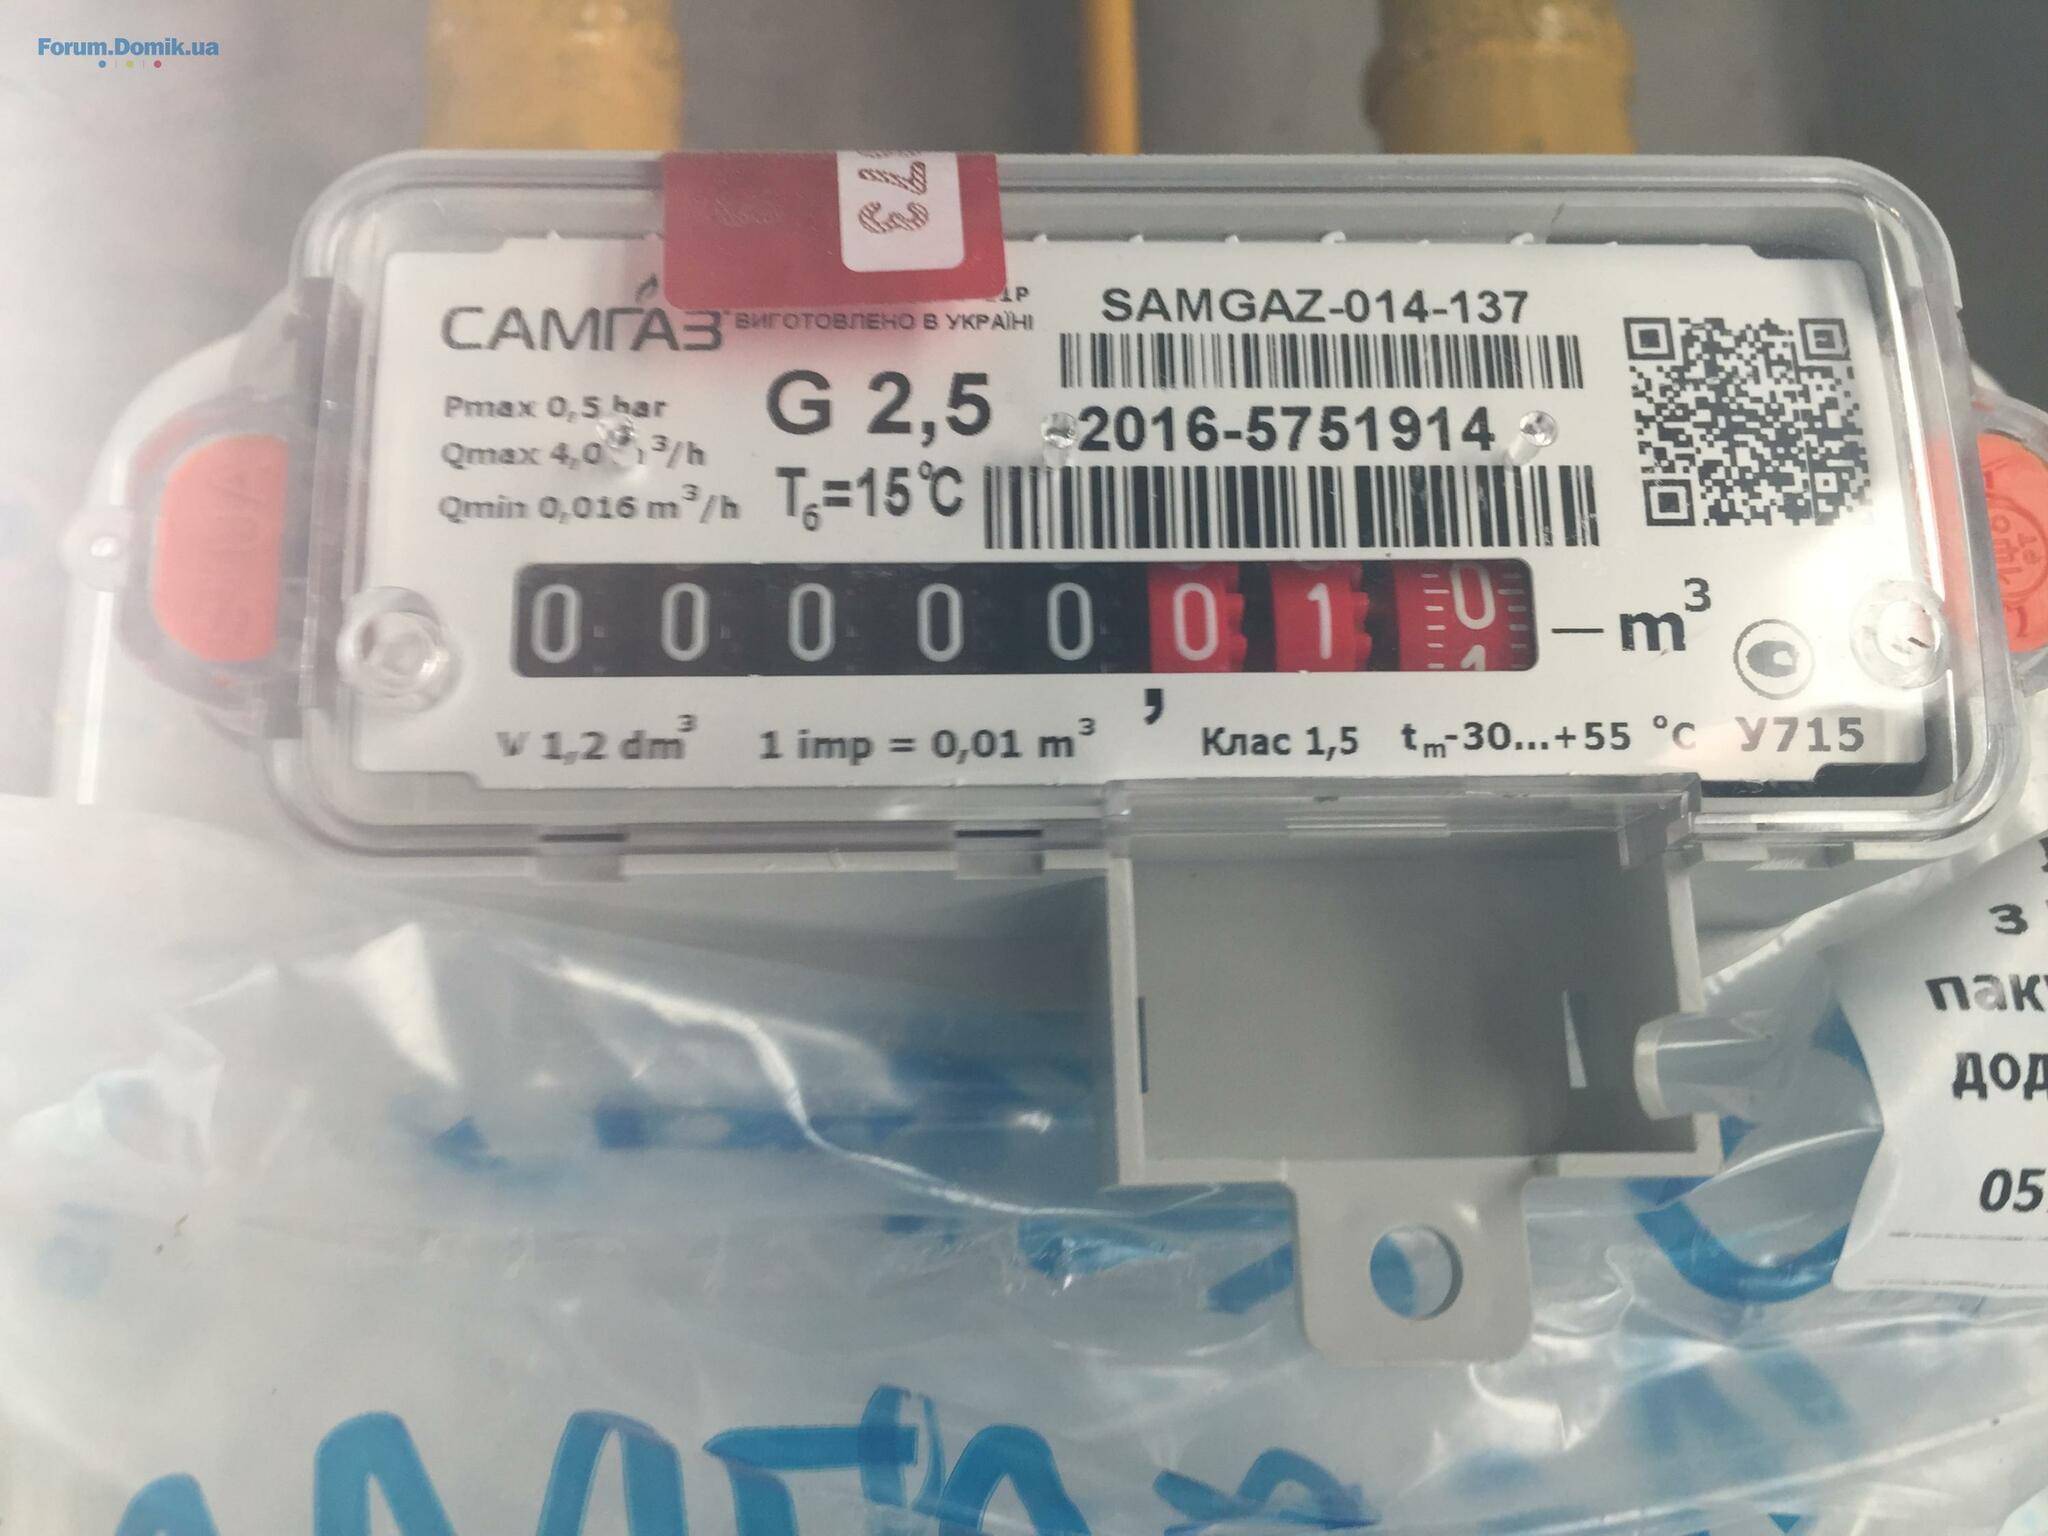 Forum.Domik.ua
САМГАЗ
ВИГОТОВЛЕНО В УКРАЇНІ
SAMGAZ-014-137
Pmax 0,5 bar
G 2,5
2016-5751914
Qmax 4,0 m³/h
Qmin 0,016 m³/h
Tб=15°C
0 0 0 0 0 0 1 0
1
—m³
,
V 1,2 dm³
1 imp = 0,01 m³
Клас 1,5
tm-30...+55 °C
У715
з
05